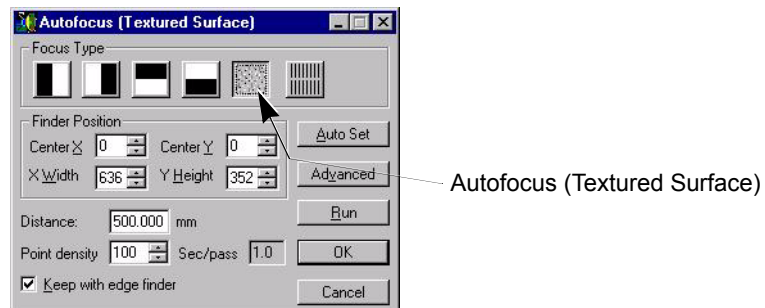 Autofocus (Textured Surface)
Focus Type
Finder Position
Center X 0 Center Y 0
X Width 636 Y Height 352
Auto Set
Advanced
Autofocus (Textured Surface)
Run
Distance: 500.000 mm
Point density 100 Sec/pass 1.0
OK
Keep with edge finder
Cancel